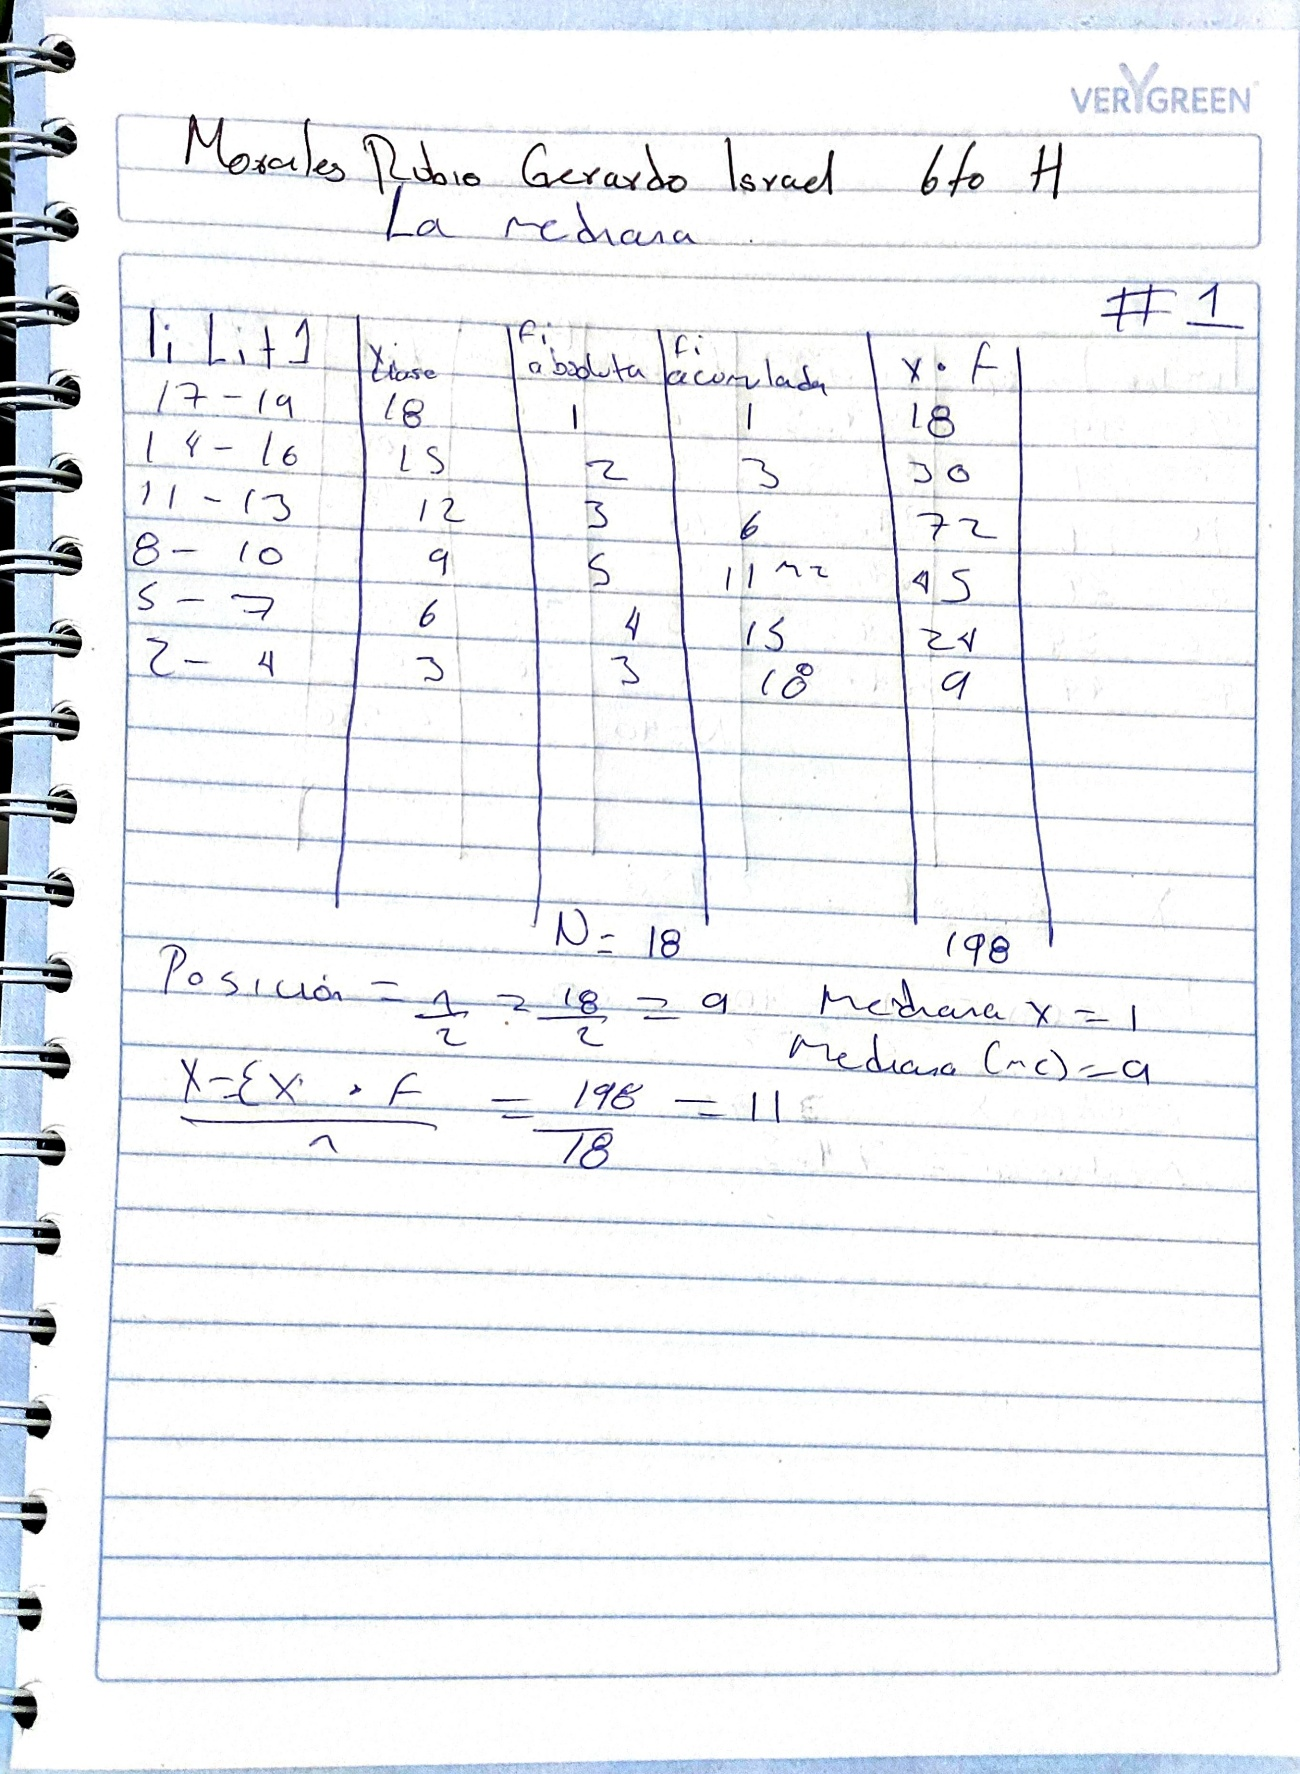 VERYGREEN
Morales Rubio Gerardo Israel 6to H
La mediana
# 1
Li Li+1 Xi clase fi absoluta fi acomulada x • f
17-19 18 1 1 18
14-16 15 2 3 30
11-13 12 3 6 72
8-10 9 5 11 mz 45
5-7 6 4 15 24
2-4 3 3 18 9
N= 18 198
Posición = n/2 = 18/2 = 9 Mediana x = 1
Mediana (mc) = 9
X=ΣX • F / n = 198/18 = 11